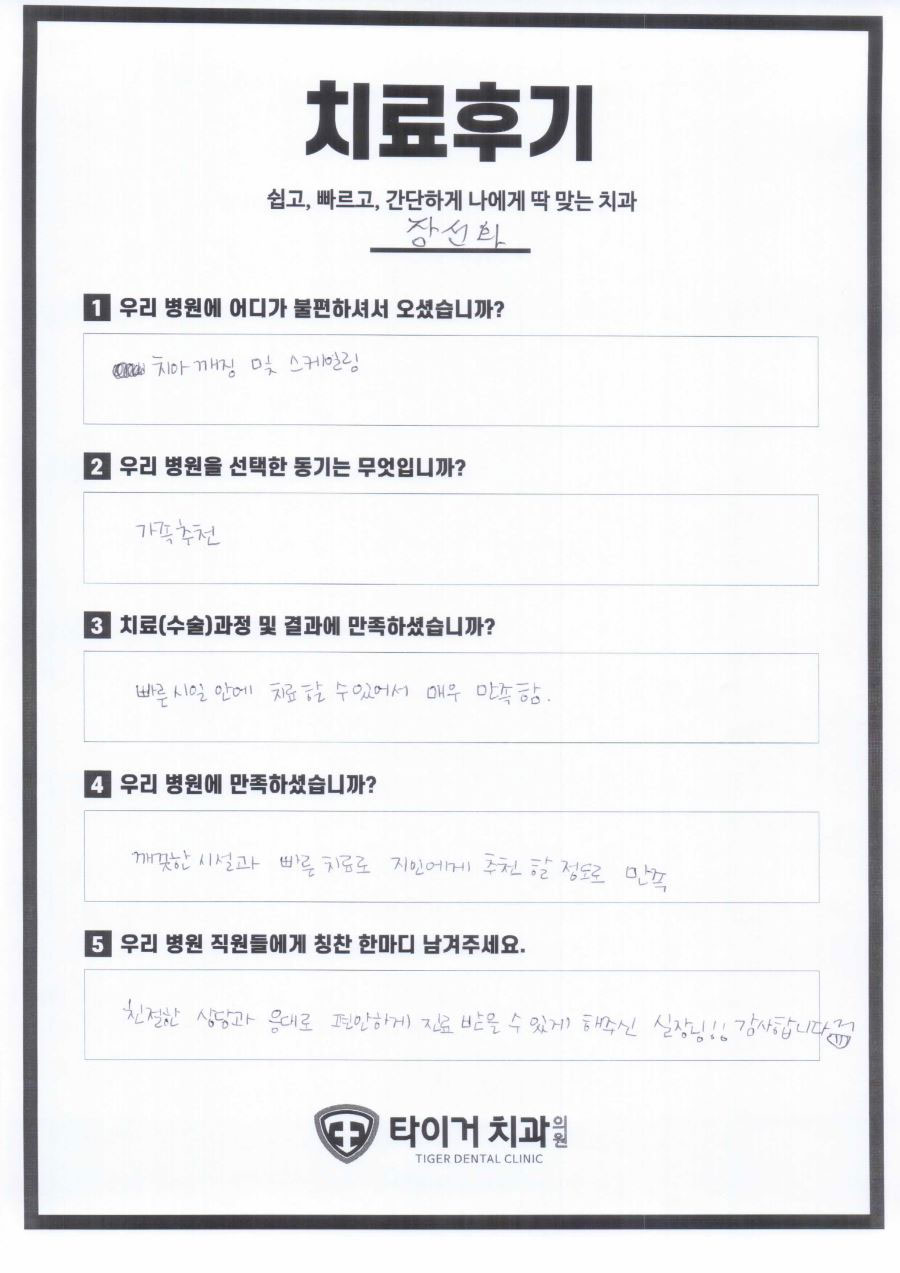 치료후기
쉽고, 빠르고, 간단하게 나에게 딱 맞는 치과
장선화
1 우리 병원에 어디가 불편하셔서 오셨습니까?
치아 깨짐 및 스케일링
2 우리 병원을 선택한 동기는 무엇입니까?
가족추천
3 치료(수술)과정 및 결과에 만족하셨습니까?
빠른 시일 안에 치료 할 수 있어서 매우 만족함.
4 우리 병원에 만족하셨습니까?
깨끗한 시설과 빠른 치료로 지인에게 추천 할 정도로 만족
5 우리 병원 직원들에게 칭찬 한마디 남겨주세요.
친절한 상담과 응대로 편안하게 진료 받을 수 있게 해주신 실장님!! 감사합니다
타이거 치과의원
TIGER DENTAL CLINIC